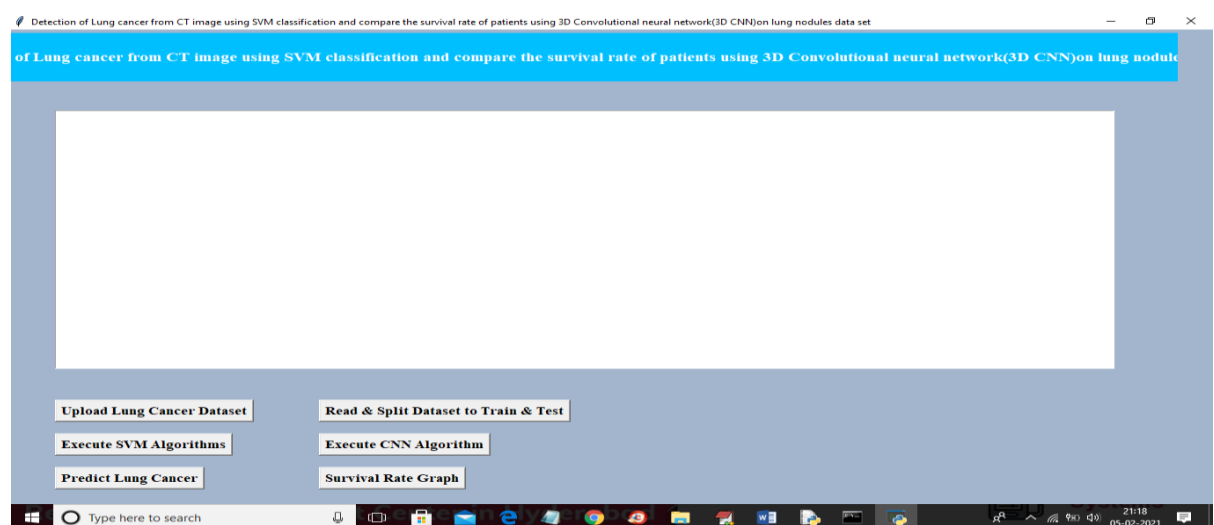 Detection of Lung cancer from CT image using SVM classification and compare the survival rate of patients using 3D Convolutional neural network(3D CNN)on lung nodules data set
of Lung cancer from CT image using SVM classification and compare the survival rate of patients using 3D Convolutional neural network(3D CNN)on lung nodule
Upload Lung Cancer Dataset
Read & Split Dataset to Train & Test
Execute SVM Algorithms
Execute CNN Algorithm
Predict Lung Cancer
Survival Rate Graph
Type here to search
21:18
05-02-2021